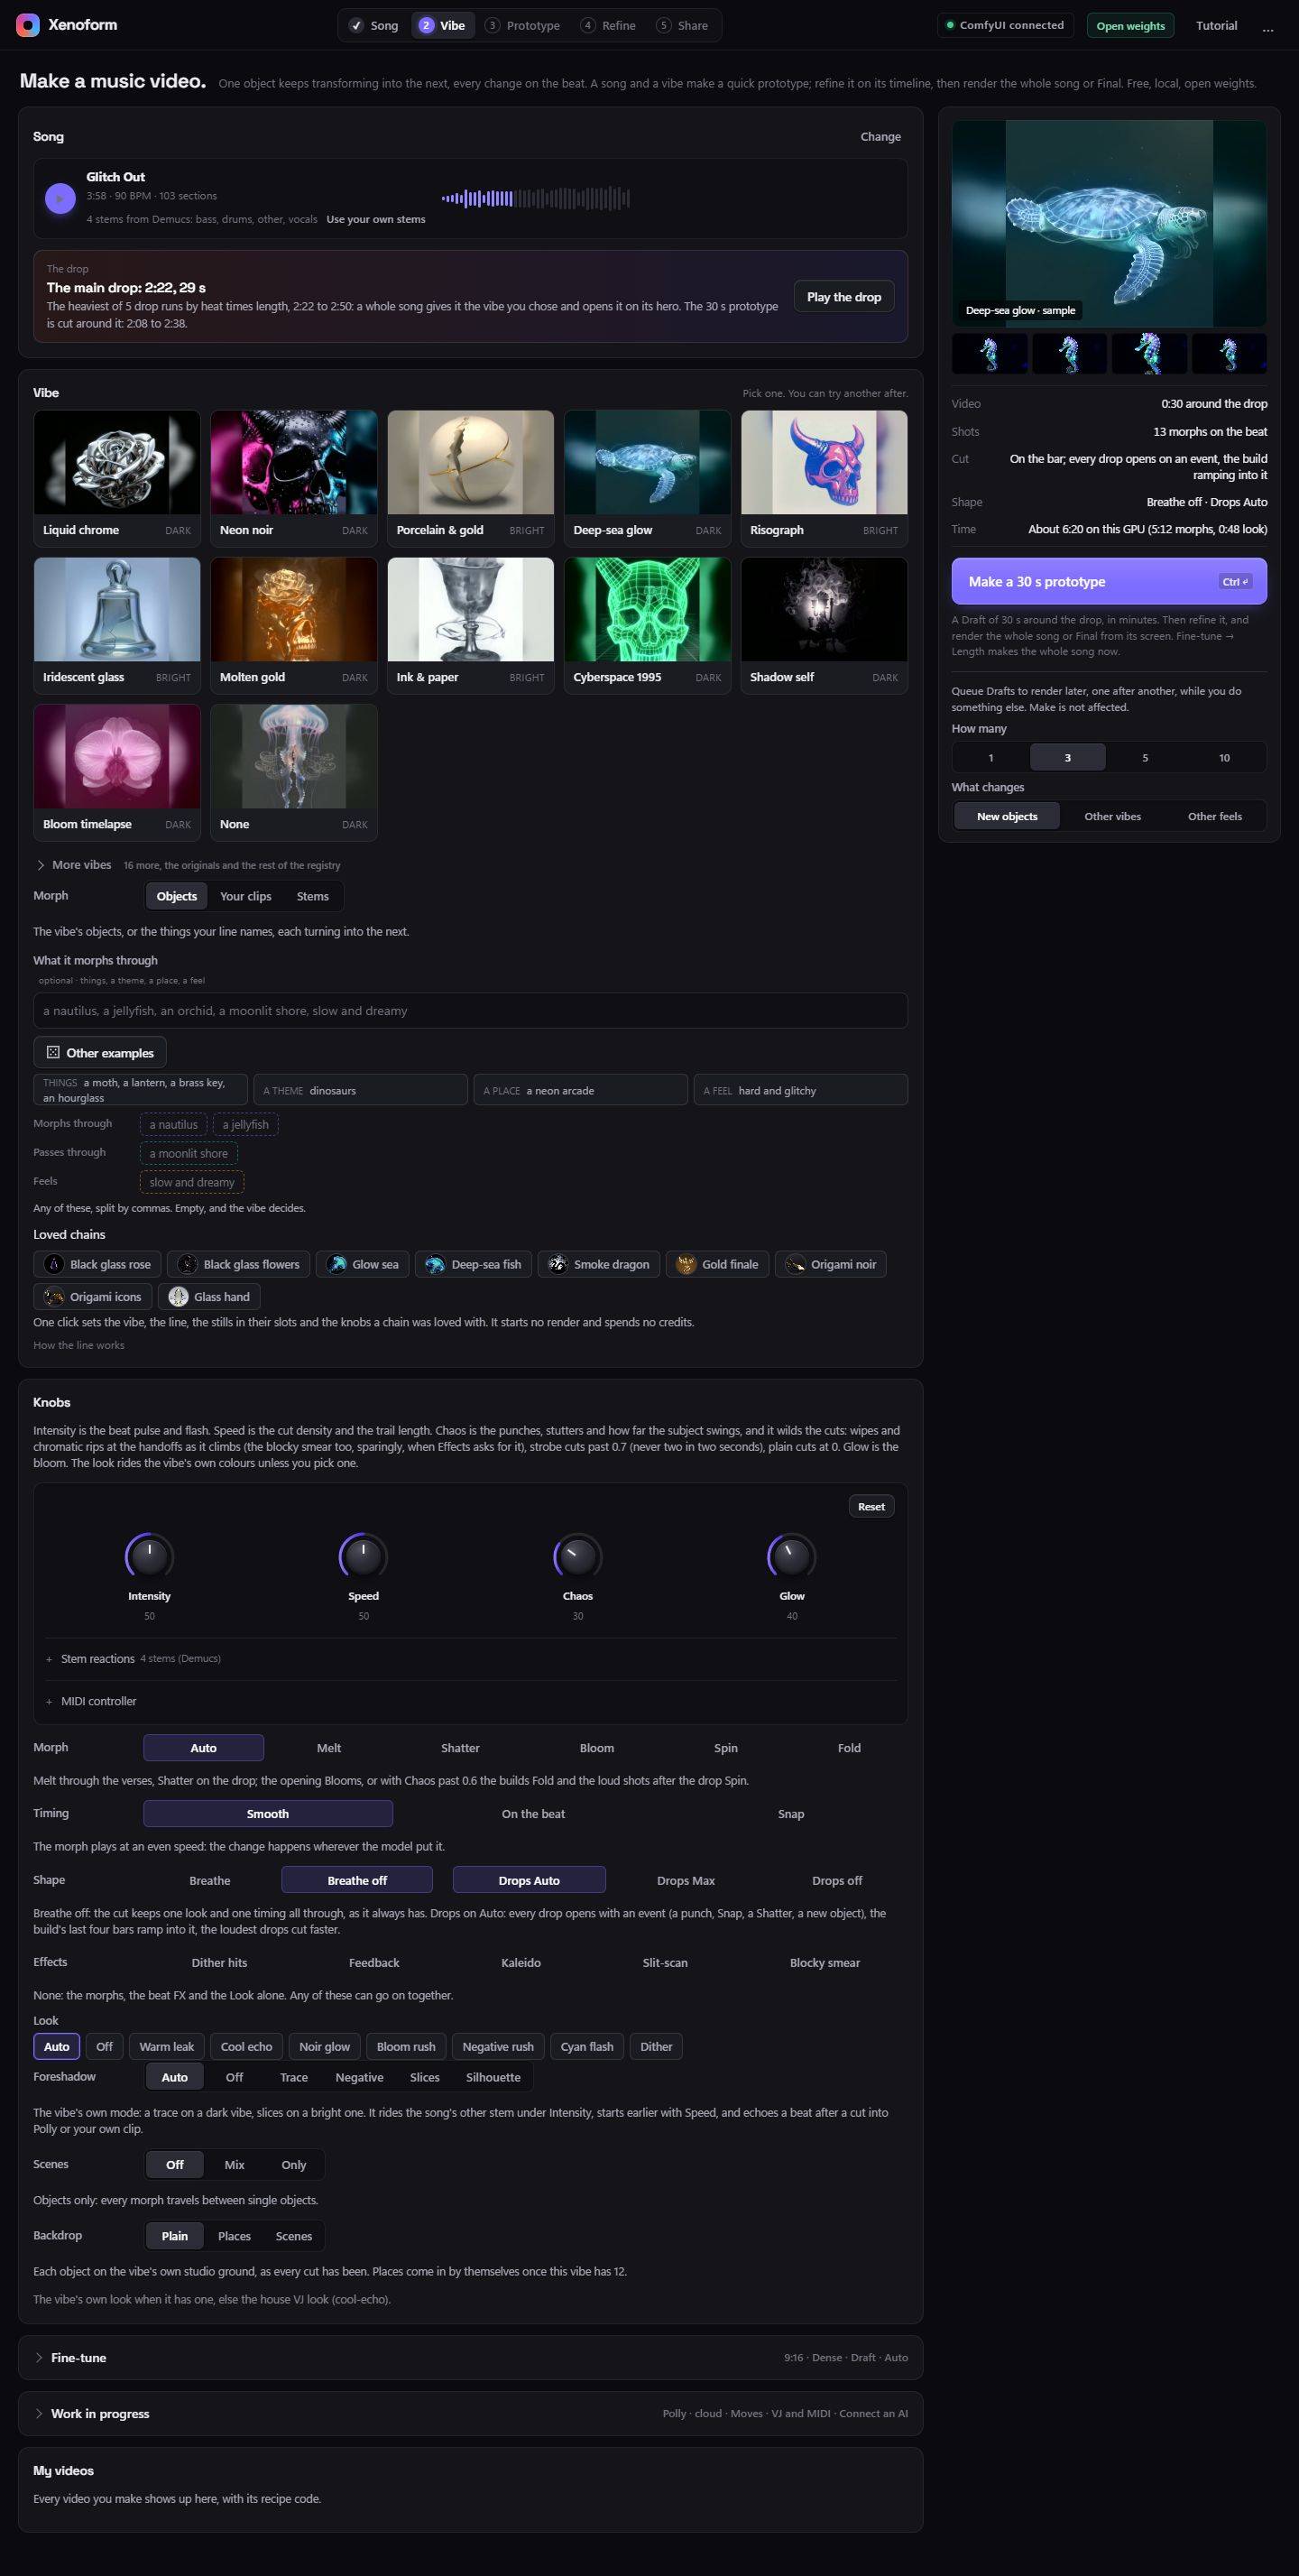 Xenoform
✓ Song
2 Vibe
3 Prototype
4 Refine
5 Share
ComfyUI connected
Open weights
Tutorial
...
Make a music video.
One object keeps transforming into the next, every change on the beat. A song and a vibe make a quick prototype; refine it on its timeline, then render the whole song or Final. Free, local, open weights.
Song
Change
Glitch Out
3:58 · 90 BPM · 103 sections
4 stems from Demucs: bass, drums, other, vocals Use your own stems
The drop
The main drop: 2:22, 29 s
The heaviest of 5 drop runs by heat times length, 2:22 to 2:50: a whole song gives it the vibe you chose and opens it on its hero. The 30 s prototype
is cut around it: 2:08 to 2:38.
Play the drop
Vibe
Pick one. You can try another after.
Liquid chrome DARK
Neon noir DARK
Porcelain & gold BRIGHT
Deep-sea glow DARK
Risograph BRIGHT
Iridescent glass BRIGHT
Molten gold DARK
Ink & paper BRIGHT
Cyberspace 1995 DARK
Shadow self DARK
Bloom timelapse DARK
None DARK
More vibes 16 more, the originals and the rest of the registry
Morph
Objects
Your clips
Stems
The vibe's objects, or the things your line names, each turning into the next.
What it morphs through
optional · things, a theme, a place, a feel
a nautilus, a jellyfish, an orchid, a moonlit shore, slow and dreamy
Other examples
THINGS a moth, a lantern, a brass key,
an hourglass
A THEME dinosaurs
A PLACE a neon arcade
A FEEL hard and glitchy
Morphs through
a nautilus
a jellyfish
Passes through
a moonlit shore
Feels
slow and dreamy
Any of these, split by commas. Empty, and the vibe decides.
Loved chains
Black glass rose
Black glass flowers
Glow sea
Deep-sea fish
Smoke dragon
Gold finale
Origami noir
Origami icons
Glass hand
One click sets the vibe, the line, the stills in their slots and the knobs a chain was loved with. It starts no render and spends no credits.
How the line works
Knobs
Intensity is the beat pulse and flash. Speed is the cut density and the trail length. Chaos is the punches, stutters and how far the subject swings, and it wilds the cuts: wipes and
chromatic rips at the handoffs as it climbs (the blocky smear too, sparingly, when Effects asks for it), strobe cuts past 0.7 (never two in two seconds), plain cuts at 0. Glow is the
bloom. The look rides the vibe's own colours unless you pick one.
Reset
Intensity
50
Speed
50
Chaos
30
Glow
40
+ Stem reactions 4 stems (Demucs)
+ MIDI controller
Morph
Auto
Melt
Shatter
Bloom
Spin
Fold
Melt through the verses, Shatter on the drop; the opening Blooms, or with Chaos past 0.6 the builds Fold and the loud shots after the drop Spin.
Timing
Smooth
On the beat
Snap
The morph plays at an even speed: the change happens wherever the model put it.
Shape
Breathe
Breathe off
Drops Auto
Drops Max
Drops off
Breathe off: the cut keeps one look and one timing all through, as it always has. Drops on Auto: every drop opens with an event (a punch, Snap, a Shatter, a new object), the
build's last four bars ramp into it, the loudest drops cut faster.
Effects
Dither hits
Feedback
Kaleido
Slit-scan
Blocky smear
None: the morphs, the beat FX and the Look alone. Any of these can go on together.
Look
Auto
Off
Warm leak
Cool echo
Noir glow
Bloom rush
Negative rush
Cyan flash
Dither
Foreshadow
Auto
Off
Trace
Negative
Slices
Silhouette
The vibe's own mode: a trace on a dark vibe, slices on a bright one. It rides the song's other stem under Intensity, starts earlier with Speed, and echoes a beat after a cut into
Polly or your own clip.
Scenes
Off
Mix
Only
Objects only: every morph travels between single objects.
Backdrop
Plain
Places
Scenes
Each object on the vibe's own studio ground, as every cut has been. Places come in by themselves once this vibe has 12.
The vibe's own look when it has one, else the house VJ look (cool-echo).
Fine-tune
9:16 · Dense · Draft · Auto
Work in progress
Polly · cloud · Moves · VJ and MIDI · Connect an AI
My videos
Every video you make shows up here, with its recipe code.
Deep-sea glow · sample
Video 0:30 around the drop
Shots 13 morphs on the beat
Cut On the bar; every drop opens on an event, the build
ramping into it
Shape Breathe off · Drops Auto
Time About 6:20 on this GPU (5:12 morphs, 0:48 look)
Make a 30 s prototype Ctrl ⏎
A Draft of 30 s around the drop, in minutes. Then refine it, and
render the whole song or Final from its screen. Fine-tune →
Length makes the whole song now.
Queue Drafts to render later, one after another, while you do
something else. Make is not affected.
How many
1
3
5
10
What changes
New objects
Other vibes
Other feels